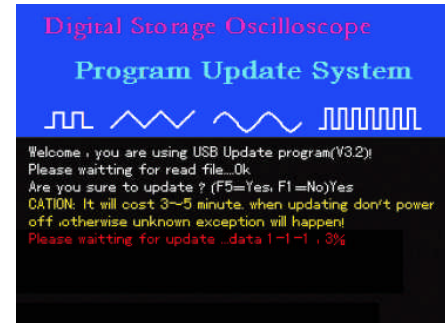 Digital Storage Oscilloscope
Program Update System
Welcome , you are using USB Update program(V3.2)!
Please waitting for read file....Ok
Are you sure to update ? (F5=Yes, F1=No)Yes
CATION: It will cost 3~5 minute, when updating don't power
off ,otherwise unknown exception will happen!
Please waitting for update ...data 1-1-1 , 3%